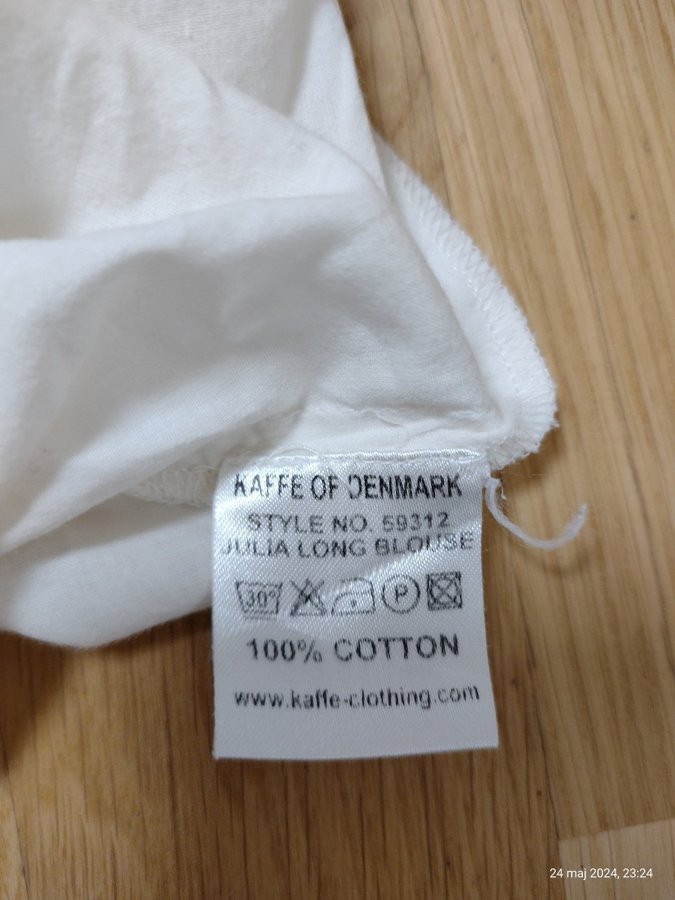 KAFFE OF DENMARK
STYLE NO. 59312
JULIA LONG BLOUSE
30° P
100% COTTON
www.kaffe-clothing.com
24 maj 2024, 23:24